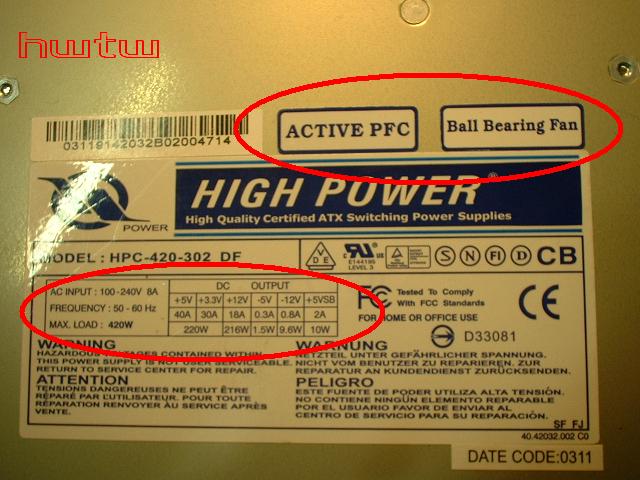 hwtw
03119142032B02004714
ACTIVE PFC
Ball Bearing Fan
POWER
HIGH POWER®
High Quality Certified ATX Switching Power Supplies
MODEL : HPC-420-302 DF
AC INPUT : 100-240V 8A
FREQUENCY : 50 - 60 Hz
MAX. LOAD : 420W
DC OUTPUT
+5V +3.3V +12V -5V -12V +5VSB
40A 30A 18A 0.3A 0.8A 2A
220W 216W 1.5W 9.6W 10W
VDE
E144195
LEVEL 3
S N FI D CB
FC Tested To Comply
With FCC Standards
FOR HOME OR OFFICE USE
CE
D33081
WARNING
HAZARDOUS VOLTAGES CONTAINED WITHIN
THIS POWER SUPPLY IS NOT USER SERVICEABLE.
RETURN TO SERVICE CENTER FOR REPAIR.
ATTENTION
TENSIONS DANGEREUSES NE PEUT ÊTRE
RÉPARÉ PAR L'UTILISATEUR. POUR TOUTE
RÉPARATION RENVOYER ÀU SERVICE APRÈS
VENTE.
WARNUNG
NETZTEIL UNTER GEFÄHRLICHER SPANNUNG.
NICHT VOM BENUTZER ZU REPARIEREN. ZUR
REPARATUR AN KUNDENDIENST ZURÜCKSENDEN.
PELIGRO
ESTE FUENTE DE PODER UTILIZA ALTA TENSIÓN.
NO CONTIENE NINGUN ELEMENTO REPARABLE
POR EL USUARIO FAVOR DE ENVIAR AL
CENTRO DE SERVICIO PARA SU REPARACIÓN.
SF FJ
40.42032.002 C0
DATE CODE:0311